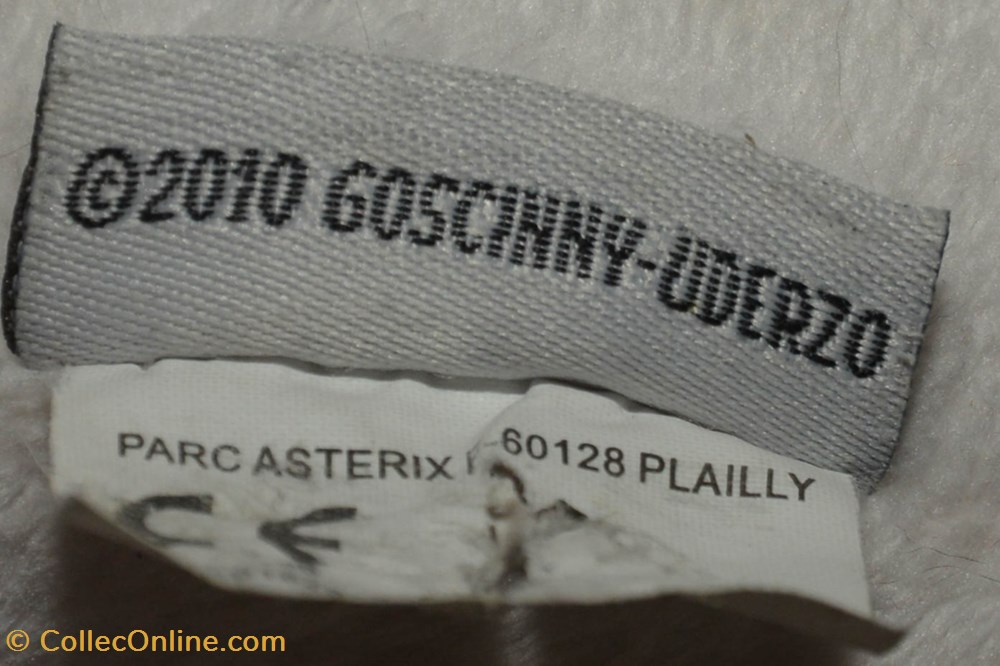 ©2010 GOSCINNY-UDERZO
PARC ASTERIX 60128 PLAILLY
CE
© CollecOnline.com